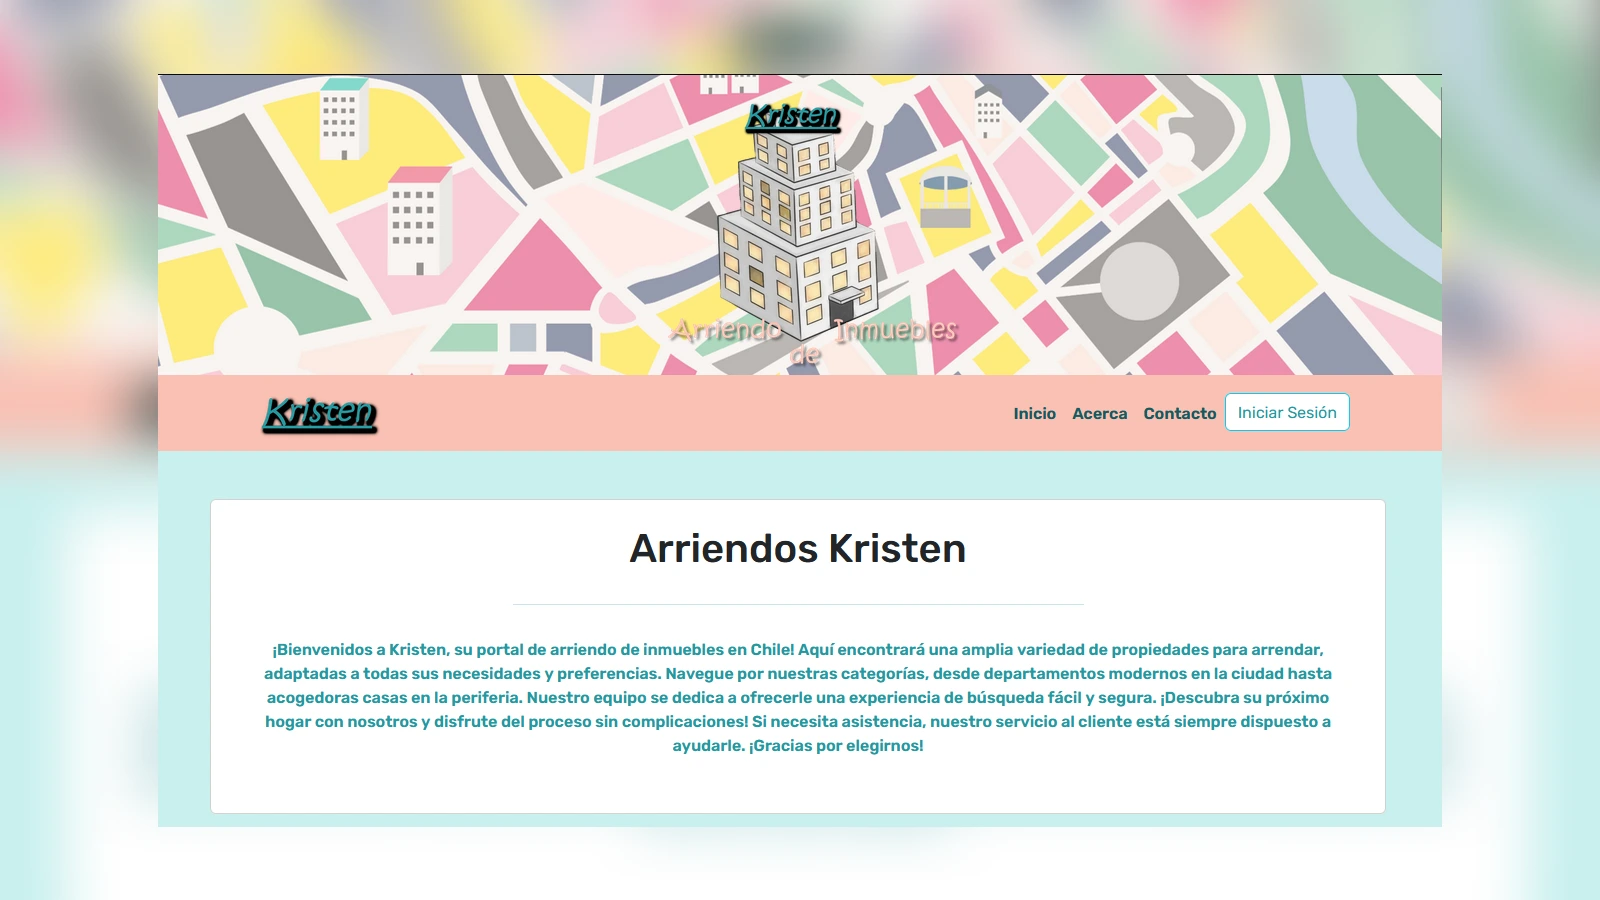 Kristen
Arriendo Inmuebles
de
Kristen
Inicio Acerca Contacto Iniciar Sesión
Arriendos Kristen
¡Bienvenidos a Kristen, su portal de arriendo de inmuebles en Chile! Aquí encontrará una amplia variedad de propiedades para arrendar,
adaptadas a todas sus necesidades y preferencias. Navegue por nuestras categorías, desde departamentos modernos en la ciudad hasta
acogedoras casas en la periferia. Nuestro equipo se dedica a ofrecerle una experiencia de búsqueda fácil y segura. ¡Descubra su próximo
hogar con nosotros y disfrute del proceso sin complicaciones! Si necesita asistencia, nuestro servicio al cliente está siempre dispuesto a
ayudarle. ¡Gracias por elegirnos!